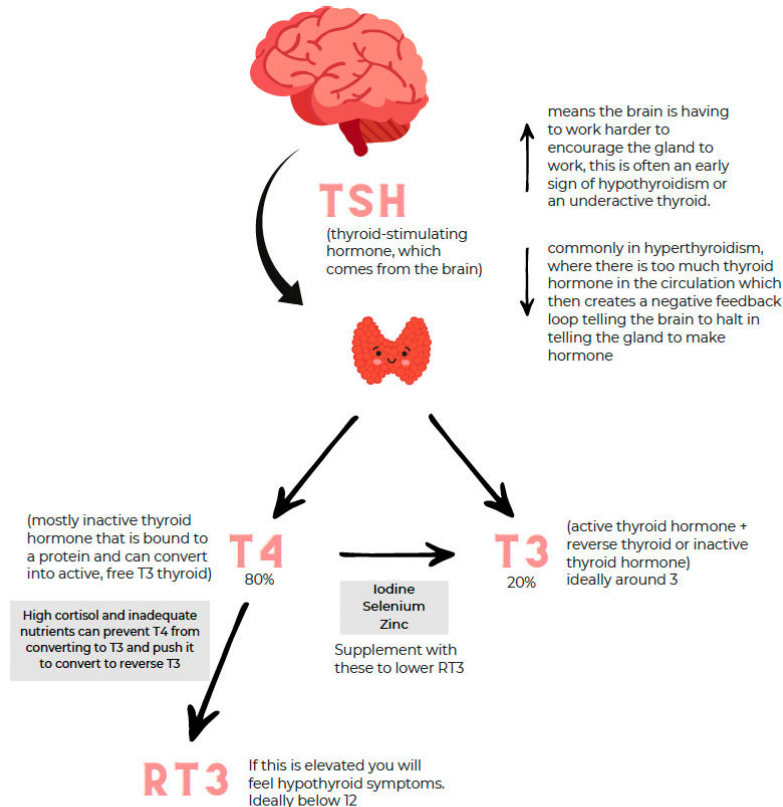 means the brain is having
to work harder to
encourage the gland to
work, this is often an early
sign of hypothyroidism or
an underactive thyroid.
TSH
(thyroid-stimulating
hormone, which
comes from the brain)
commonly in hyperthyroidism,
where there is too much thyroid
hormone in the circulation which
then creates a negative feedback
loop telling the brain to halt in
telling the gland to make
hormone
(mostly inactive thyroid
hormone that is bound to
a protein and can convert
into active, free T3 thyroid)
T4
80%
T3
20%
(active thyroid hormone +
reverse thyroid or inactive
thyroid hormone)
ideally around 3
High cortisol and inadequate
nutrients can prevent T4 from
converting to T3 and push it
to convert to reverse T3
Iodine
Selenium
Zinc
Supplement with
these to lower RT3
RT3
If this is elevated you will
feel hypothyroid symptoms.
Ideally below 12